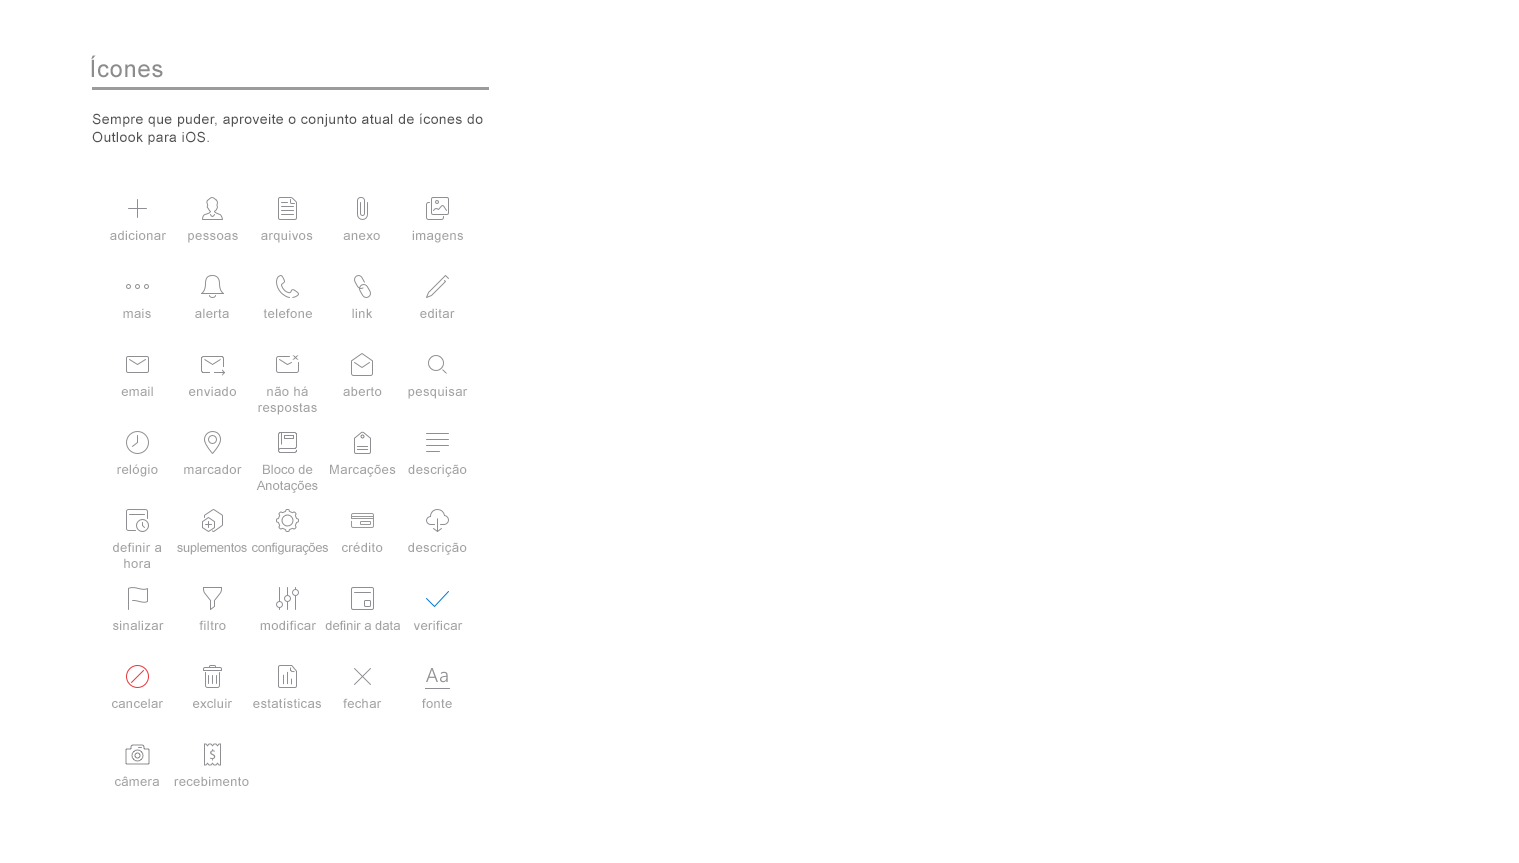 Ícones
Sempre que puder, aproveite o conjunto atual de ícones do
Outlook para iOS.
adicionar pessoas arquivos anexo imagens
mais alerta telefone link editar
email enviado não há aberto pesquisar
respostas
relógio marcador Bloco de Marcações descrição
Anotações
definir a suplementos configurações crédito descrição
hora
sinalizar filtro modificar definir a data verificar
Aa
cancelar excluir estatísticas fechar fonte
$
câmera recebimento